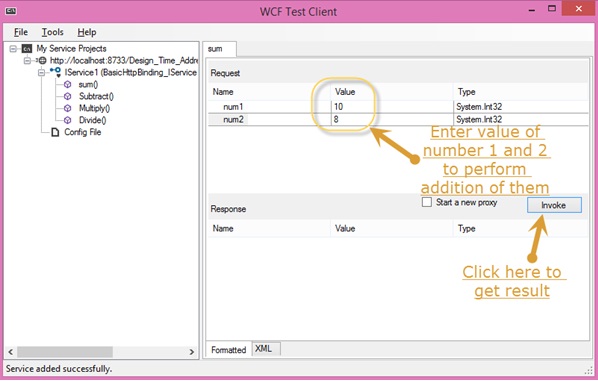 WCF Test Client
File Tools Help
My Service Projects
http://localhost:8733/Design_Time_Addre
IService1 (BasicHttpBinding_IService
sum()
Subtract()
Multiply()
Divide()
Config File
sum
Request
Name Value Type
num1 10 System.Int32
num2 8 System.Int32
Enter value of
number 1 and 2
to perform
addition of them
Response
Start a new proxy
Invoke
Name Value Type
Click here to
get result
Formatted XML
Service added successfully.